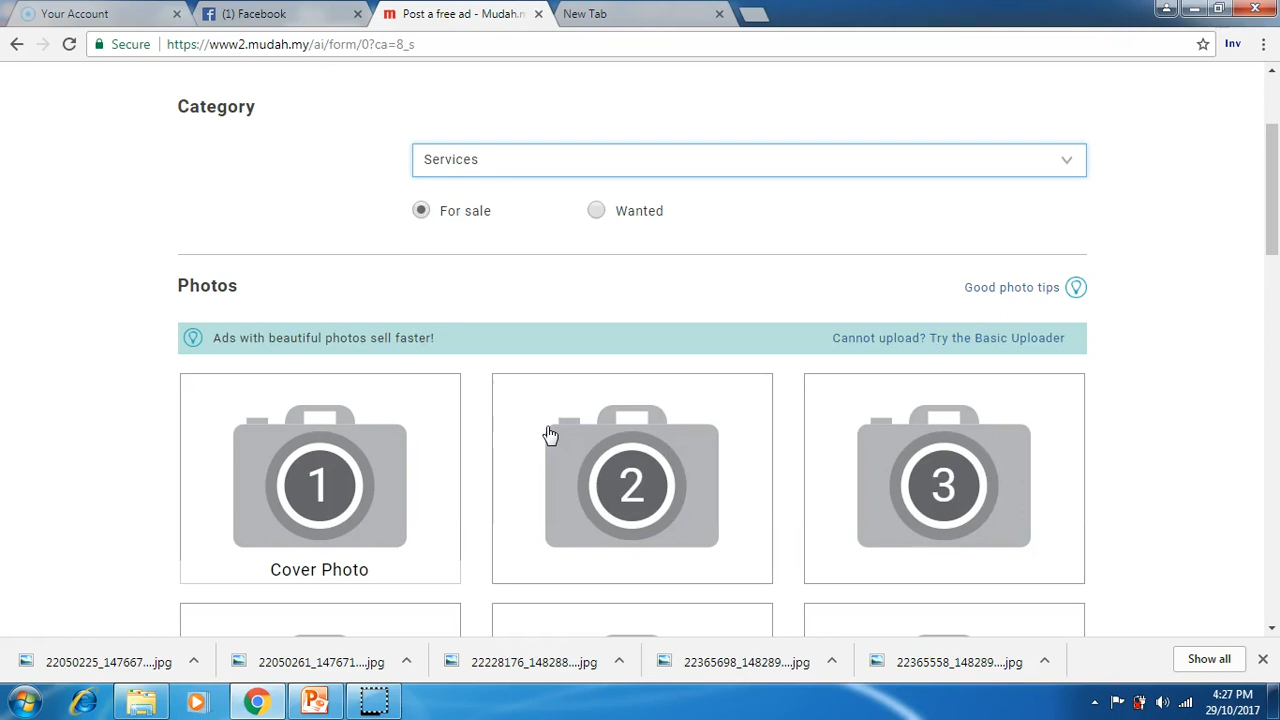 Your Account
(1) Facebook
Post a free ad - Mudah.n
New Tab
Secure
https://www2.mudah.my/ai/form/0?ca=8_s
Inv
Category
Services
For sale
Wanted
Photos
Good photo tips
Ads with beautiful photos sell faster!
Cannot upload? Try the Basic Uploader
1
2
3
Cover Photo
22050225_147667....jpg
22050261_147671....jpg
22228176_148288....jpg
22365698_148289....jpg
22365558_148289....jpg
Show all
4:27 PM
29/10/2017